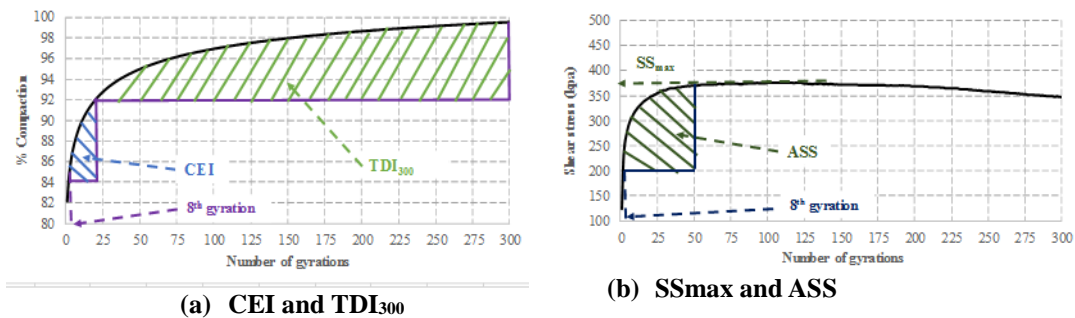 % Compaction
100
98
96
94
92
90
88
86
84
82
80
CEI
TDI₃₀₀
8th gyration
0 25 50 75 100 125 150 175 200 225 250 275 300
Number of gyrations
(a) CEI and TDI₃₀₀
Shear stress (kpa)
500
450
400
350
300
250
200
150
100
SSmax
ASS
8th gyration
0 25 50 75 100 125 150 175 200 225 250 275 300
Number of gyrations
(b) SSmax and ASS